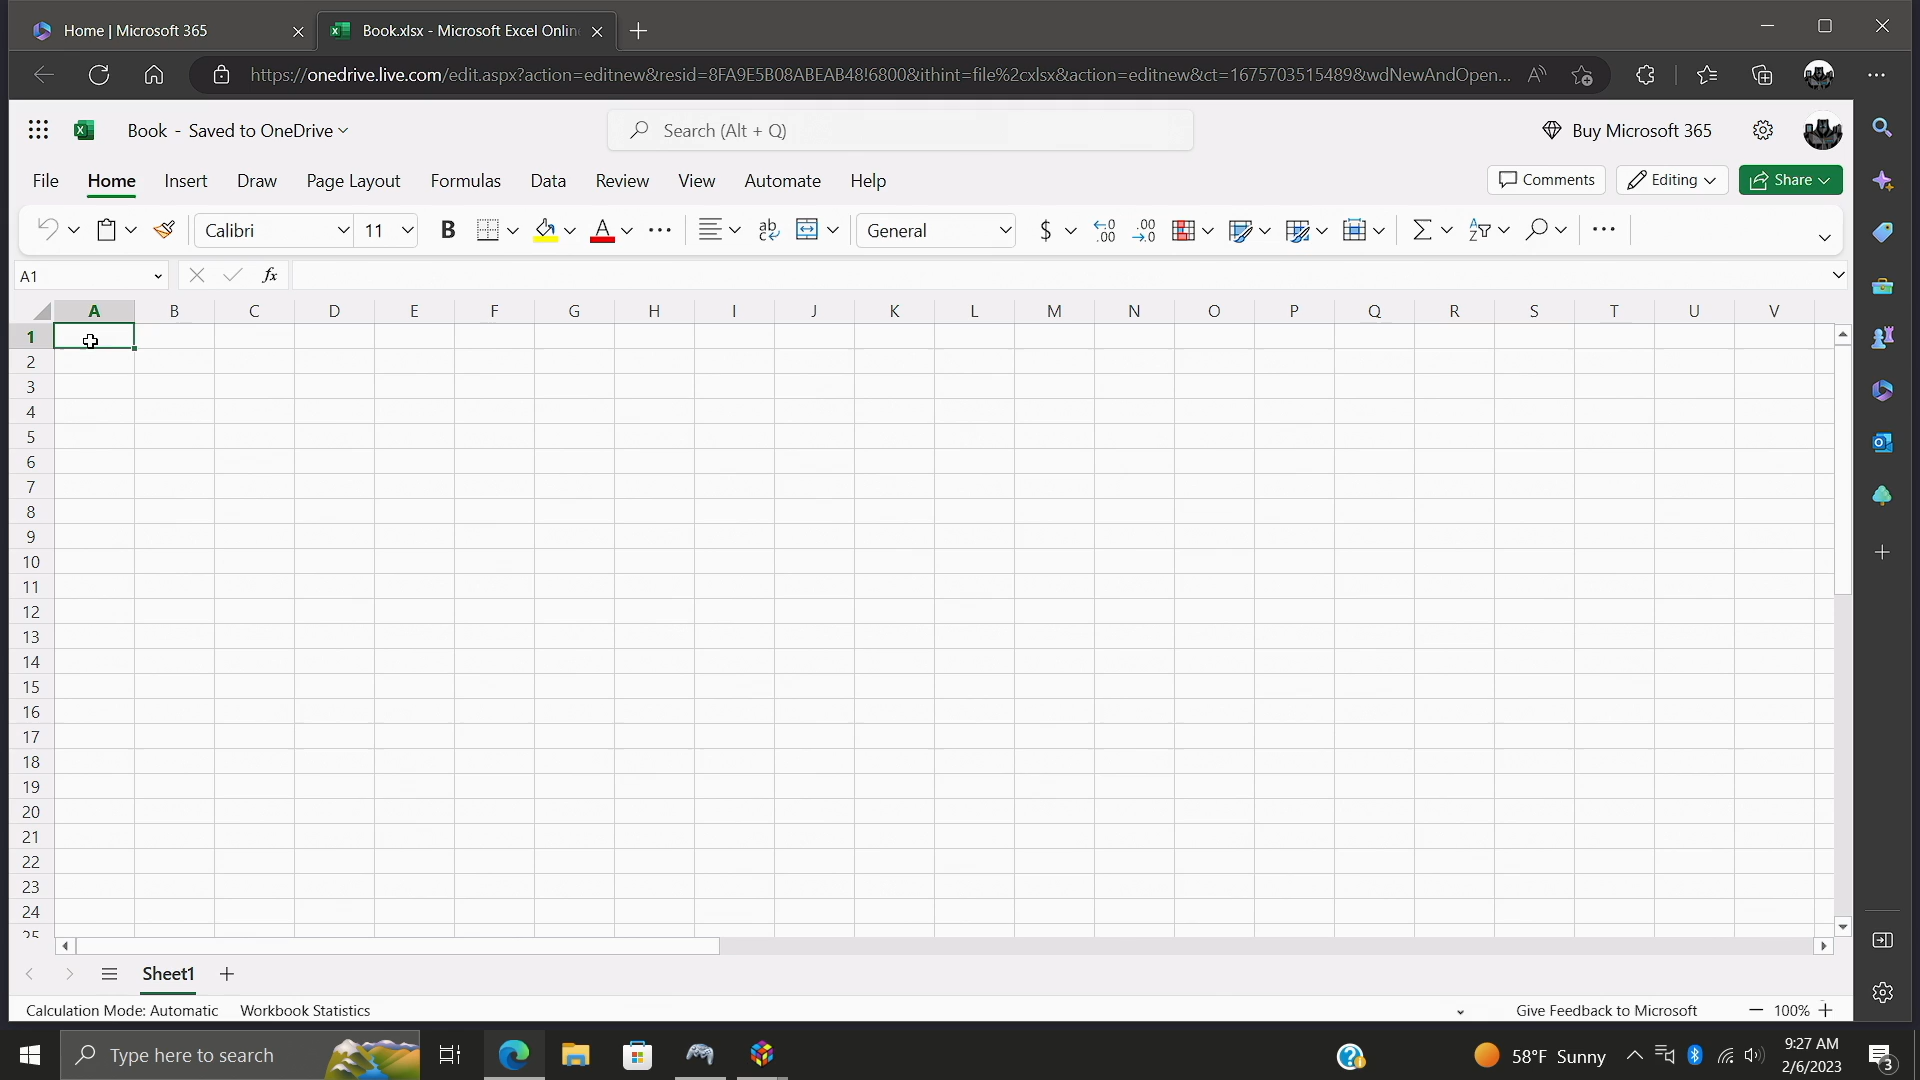 Home | Microsoft 365
Book.xlsx - Microsoft Excel Onlin
https://onedrive.live.com/edit.aspx?action=editnew&resid=8FA9E5B08ABEAB48!6800&ithint=file%2cxlsx&action=editnew&ct=1675703515489&wdNewAndOpen...
Book - Saved to OneDrive
Search (Alt + Q)
Buy Microsoft 365
File Home Insert Draw Page Layout Formulas Data Review View Automate Help
Comments Editing Share
Calibri 11 B A ab General $ .00 .00
A1 fx
A B C D E F G H I J K L M N O P Q R S T U V
1
2
3
4
5
6
7
8
9
10
11
12
13
14
15
16
17
18
19
20
21
22
23
24
25
Sheet1
Calculation Mode: Automatic Workbook Statistics
Give Feedback to Microsoft 100%
Type here to search
58°F Sunny
9:27 AM
2/6/2023
3